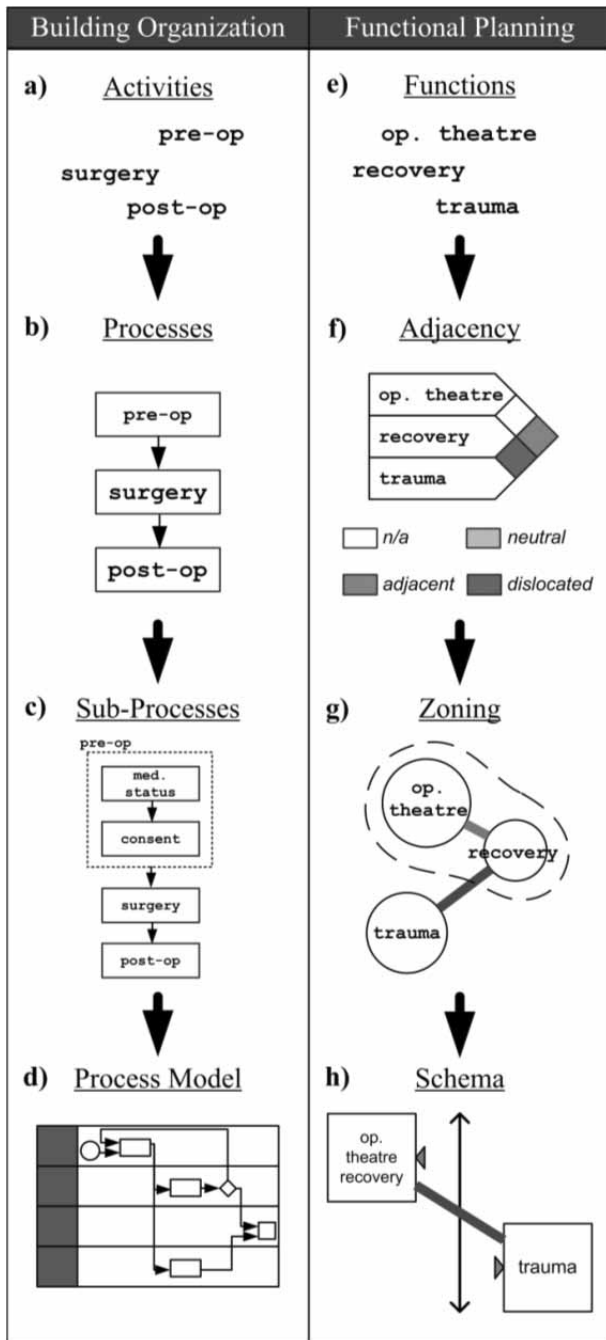 Building Organization
Functional Planning
a) Activities
pre-op
surgery
post-op
b) Processes
pre-op
surgery
post-op
c) Sub-Processes
pre-op
med.
status
consent
surgery
post-op
d) Process Model
e) Functions
op. theatre
recovery
trauma
f) Adjacency
op. theatre
recovery
trauma
n/a
neutral
adjacent
dislocated
g) Zoning
op.
theatre
recovery
trauma
h) Schema
op.
theatre
recovery
trauma